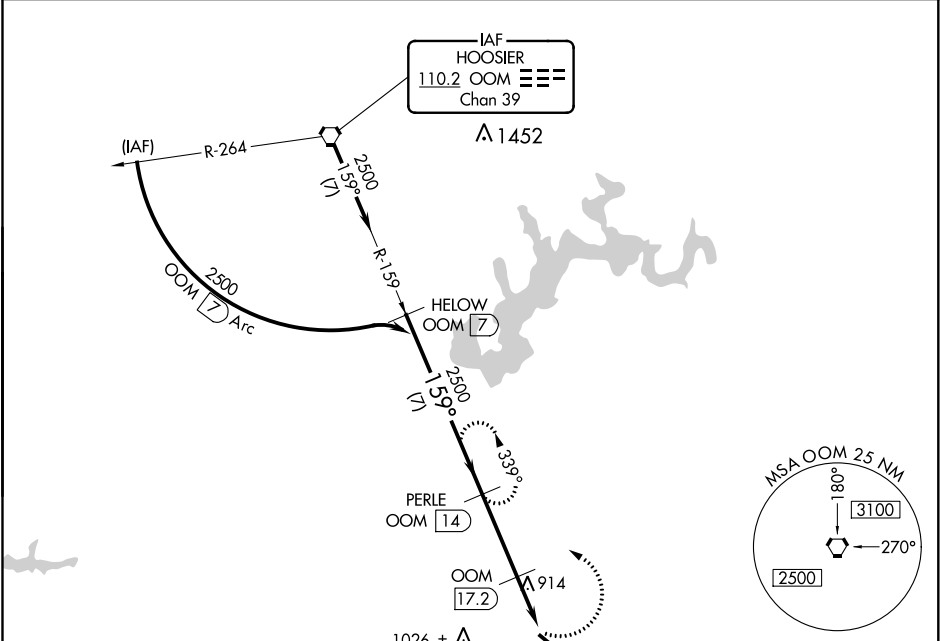 IAF
HOOSIER
110.2 OOM
Chan 39
1452
(IAF)
R-264
2500
159°
(7)
R-159
2500
OOM 7 Arc
HELOW
OOM 7
2500
159°
(7)
339°
PERLE
OOM 14
OOM
17.2
914
1026 ±
MSA OOM 25 NM
180°
3100
270°
2500